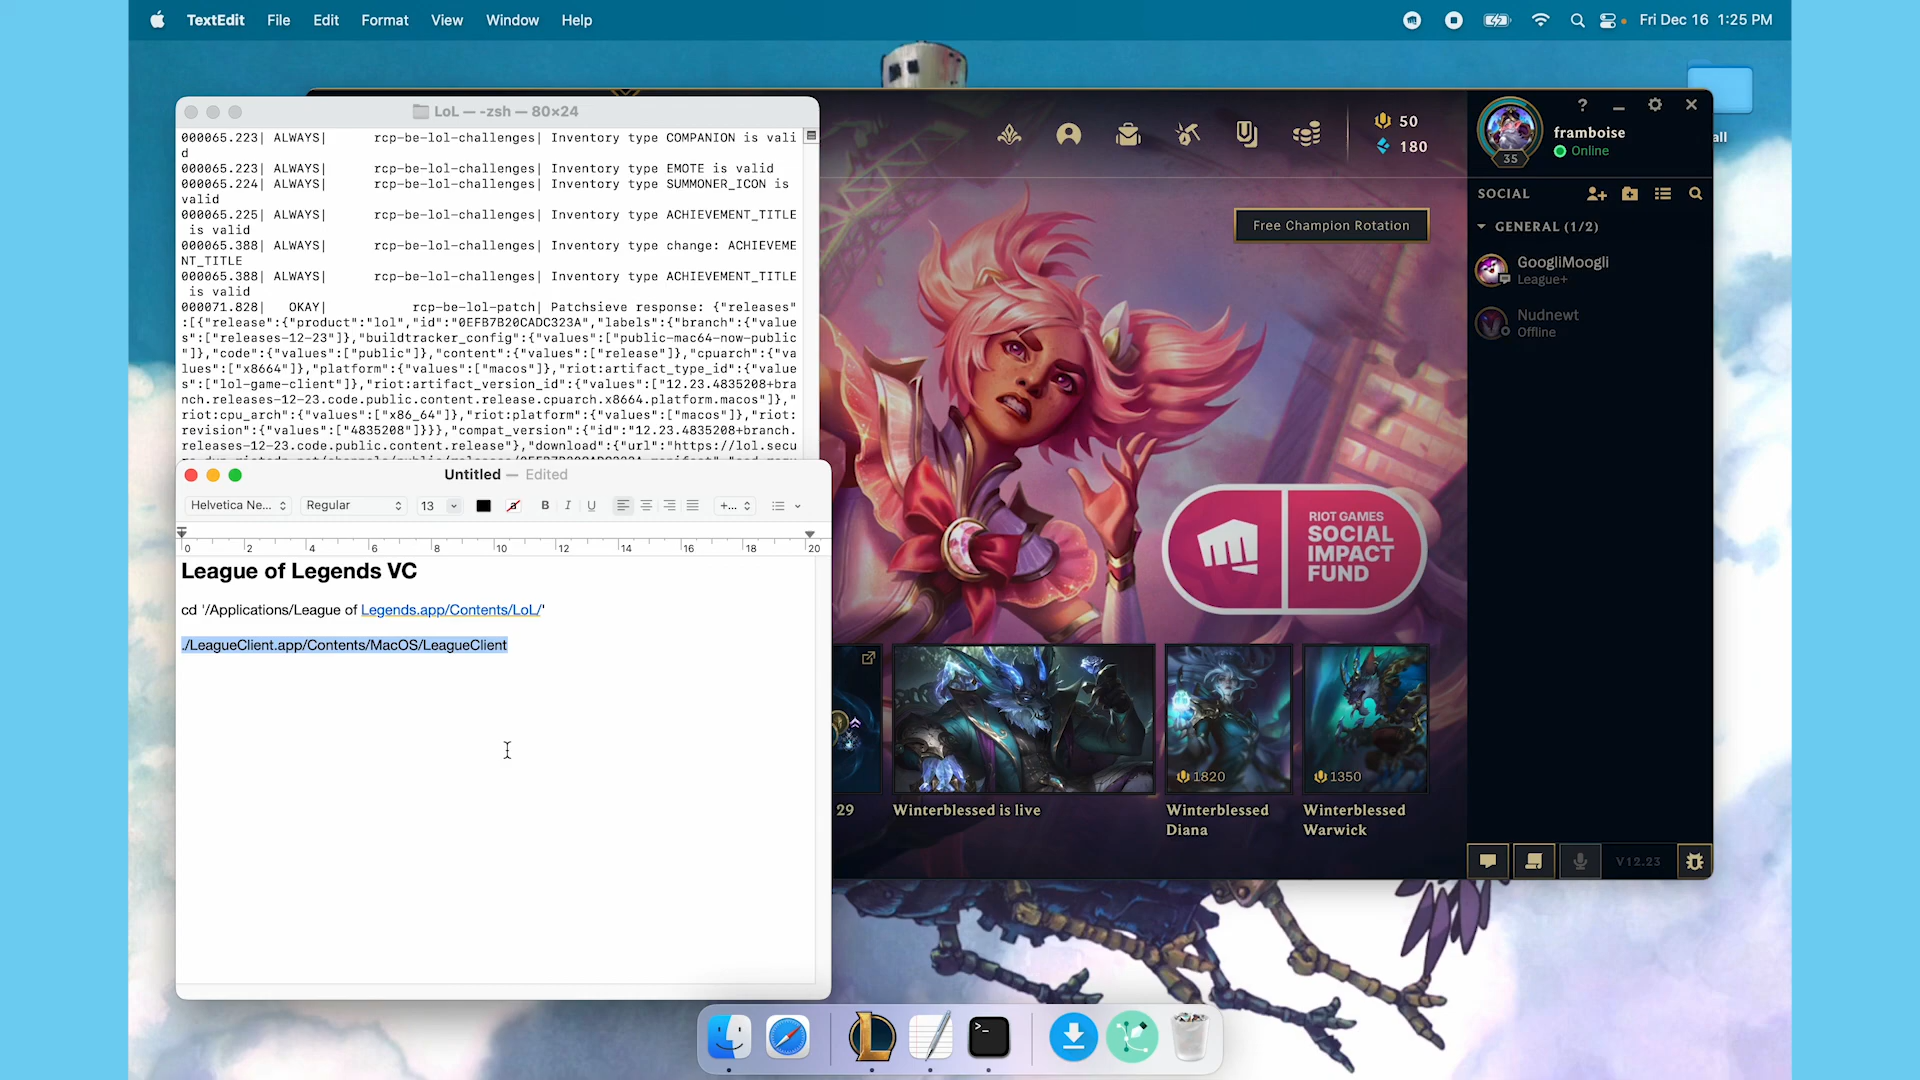 TextEdit File Edit Format View Window Help
Fri Dec 16 1:25 PM
LoL — -zsh — 80×24
000065.223| ALWAYS| rcp-be-lol-challenges| Inventory type COMPANION is vali
d
000065.223| ALWAYS| rcp-be-lol-challenges| Inventory type EMOTE is valid
000065.224| ALWAYS| rcp-be-lol-challenges| Inventory type SUMMONER_ICON is
valid
000065.225| ALWAYS| rcp-be-lol-challenges| Inventory type ACHIEVEMENT_TITLE
is valid
000065.388| ALWAYS| rcp-be-lol-challenges| Inventory type change: ACHIEVEME
NT_TITLE
000065.388| ALWAYS| rcp-be-lol-challenges| Inventory type ACHIEVEMENT_TITLE
is valid
000071.828| OKAY| rcp-be-lol-patch| Patchsieve response: {"releases"
:[{"release":{"product":"lol","id":"0EFB7B20CADC323A","labels":{"branch":{"value
s":["releases-12-23"]},"buildtracker_config":{"values":["public-mac64-now-public
"]},"code":{"values":["public"]},"content":{"values":["release"]},"cpuarch":{"va
lues":["x8664"]},"platform":{"values":["macos"]},"riot:artifact_type_id":{"value
s":["lol-game-client"]},"riot:artifact_version_id":{"values":["12.23.4835208+bra
nch.releases-12-23.code.public.content.release.cpuarch.x8664.platform.macos"]},"
riot:cpu_arch":{"values":["x86_64"]},"riot:platform":{"values":["macos"]},"riot:
revision":{"values":["4835208"]}}},"compat_version":{"id":"12.23.4835208+branch.
releases-12-23.code.public.content.release"},"download":{"url":"https://lol.secu
Untitled — Edited
Helvetica Ne... Regular 13 a B I U +...
0 2 4 6 8 10 12 14 16 18 20
League of Legends VC
cd '/Applications/League of Legends.app/Contents/LoL/'
./LeagueClient.app/Contents/MacOS/LeagueClient
50
180
?
35
framboise
Online
all
SOCIAL
GENERAL (1/2)
GoogliMoogli
League+
Nudnewt
Offline
Free Champion Rotation
RIOT GAMES
SOCIAL
IMPACT
FUND
29
Winterblessed is live
1820
Winterblessed
Diana
1350
Winterblessed
Warwick
V12.23
>_